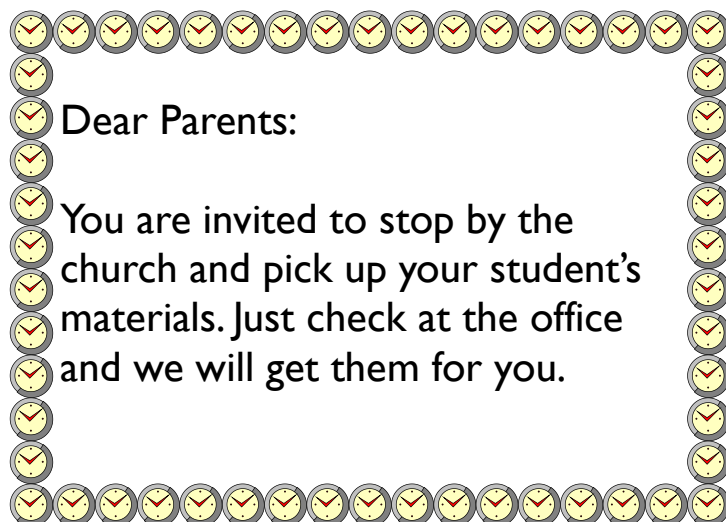 Dear Parents:
You are invited to stop by the
church and pick up your student’s
materials. Just check at the office
and we will get them for you.